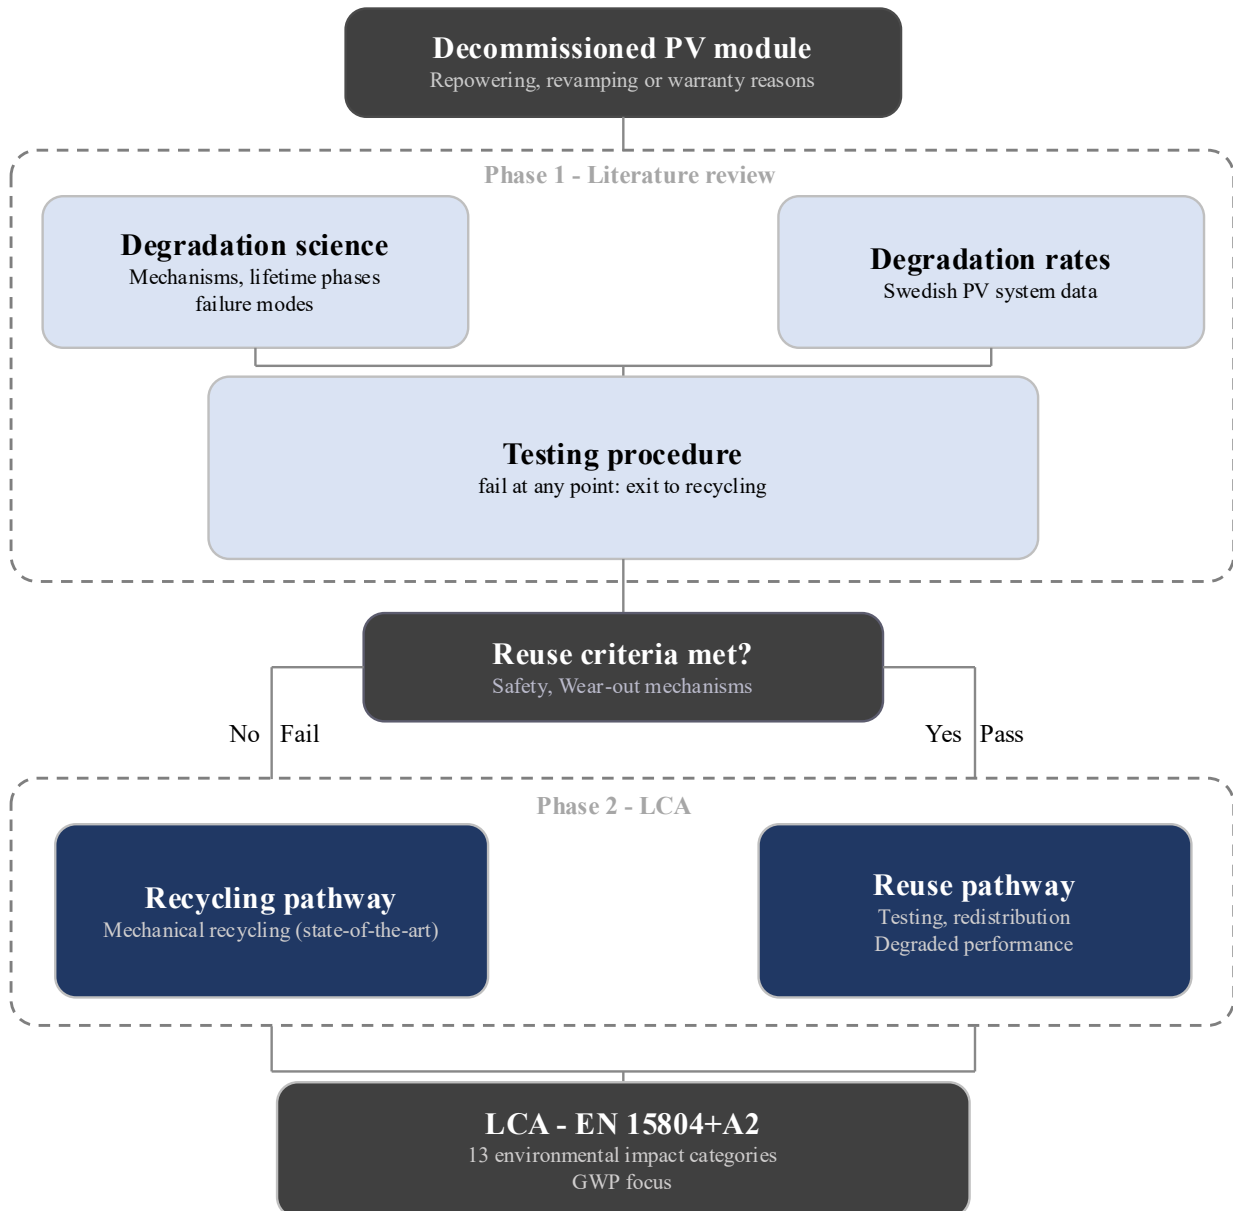 Decommissioned PV module
Repowering, revamping or warranty reasons
Phase 1 - Literature review
Degradation science
Mechanisms, lifetime phases
failure modes
Degradation rates
Swedish PV system data
Testing procedure
fail at any point: exit to recycling
Reuse criteria met?
Safety, Wear-out mechanisms
No Fail
Yes Pass
Phase 2 - LCA
Recycling pathway
Mechanical recycling (state-of-the-art)
Reuse pathway
Testing, redistribution
Degraded performance
LCA - EN 15804+A2
13 environmental impact categories
GWP focus